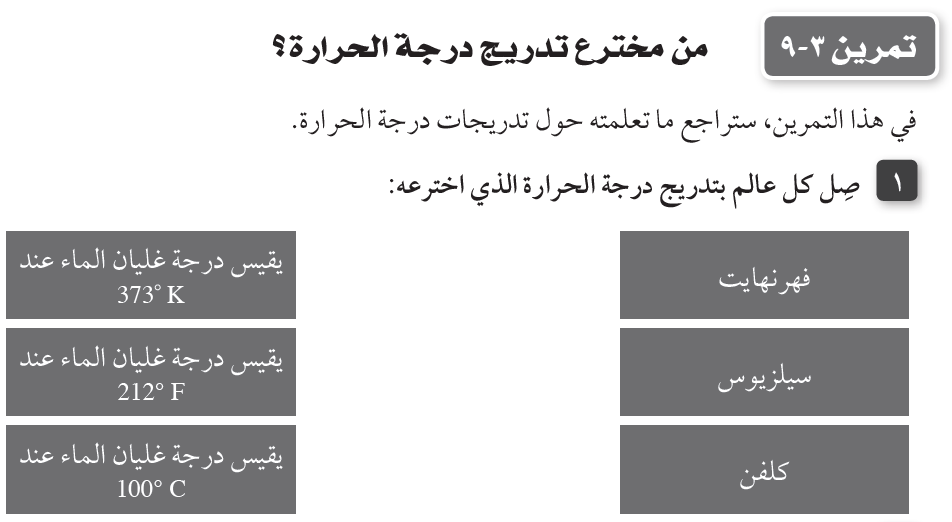 تمرين ٣-٩ من مخترع تدريج درجة الحرارة؟
في هذا التمرين، ستراجع ما تعلمته حول تدريجات درجة الحرارة.
١ صِل كل عالم بتدريج درجة الحرارة الذي اخترعه:
فهرنهايت
يقيس درجة غليان الماء عند
373° K
سيلزيوس
يقيس درجة غليان الماء عند
212° F
كلفن
يقيس درجة غليان الماء عند
100° C